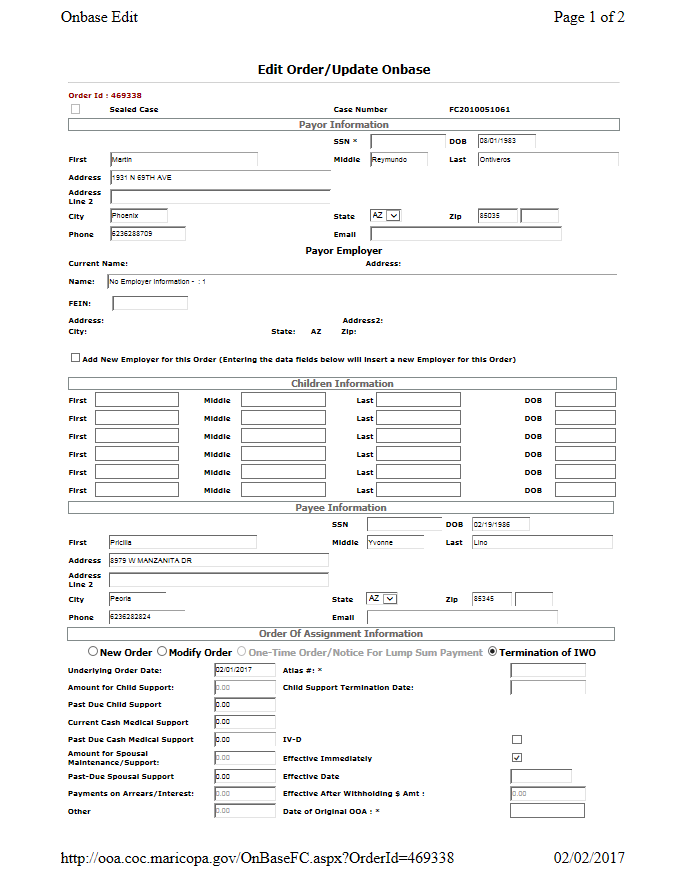 Onbase Edit Page 1 of 2
Edit Order/Update Onbase
Order Id : 469338
Sealed Case Case Number FC2010051061
Payor Information
SSN * DOB 08/01/1983
First Martin Middle Reymundo Last Ontiveros
Address 1931 N 69TH AVE
Address
Line 2
City Phoenix State AZ Zip 85035
Phone 6236288709 Email
Payor Employer
Current Name: Address:
Name: No Employer Information - : 1
FEIN:
Address: Address2:
City: State: AZ Zip:
Add New Employer for this Order (Entering the data fields below will insert a new Employer for this Order)
Children Information
First Middle Last DOB
First Middle Last DOB
First Middle Last DOB
First Middle Last DOB
First Middle Last DOB
First Middle Last DOB
Payee Information
SSN DOB 02/19/1986
First Pricilla Middle Yvonne Last Lino
Address 8979 W MANZANITA DR
Address
Line 2
City Peoria State AZ Zip 85345
Phone 6236282824 Email
Order Of Assignment Information
New Order Modify Order One-Time Order/Notice For Lump Sum Payment Termination of IWO
Underlying Order Date: 02/01/2017 Atlas #: *
Amount for Child Support: 0.00 Child Support Termination Date:
Past Due Child Support 0.00
Current Cash Medical Support 0.00
Past Due Cash Medical Support 0.00 IV-D
Amount for Spousal
Maintenance/Support: 0.00 Effective Immediately
Past-Due Spousal Support 0.00 Effective Date
Payments on Arrears/Interest: 0.00 Effective After Withholding $ Amt : 0.00
Other 0.00 Date of Original OOA : *
http://ooa.coc.maricopa.gov/OnBaseFC.aspx?OrderId=469338 02/02/2017